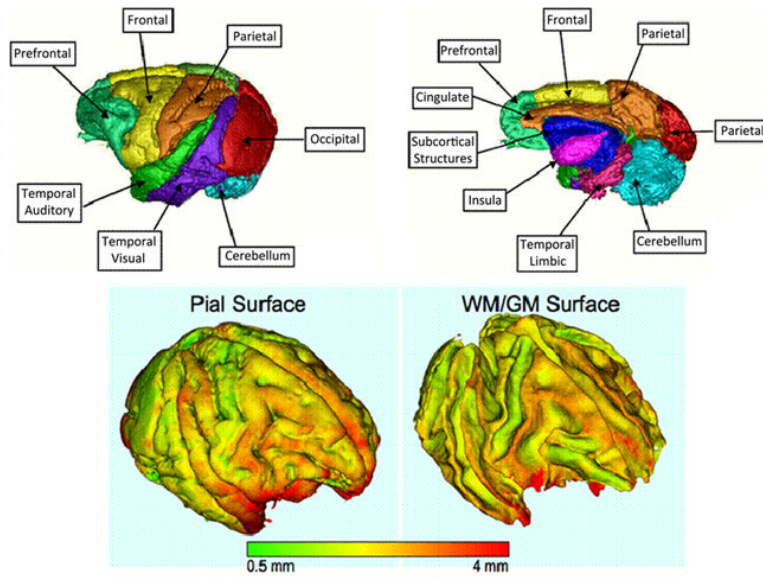 Frontal
Parietal
Prefrontal
Occipital
Temporal
Auditory
Temporal
Visual
Cerebellum
Frontal
Parietal
Prefrontal
Cingulate
Subcortical
Structures
Parietal
Insula
Temporal
Limbic
Cerebellum
Pial Surface
WM/GM Surface
0.5 mm
4 mm